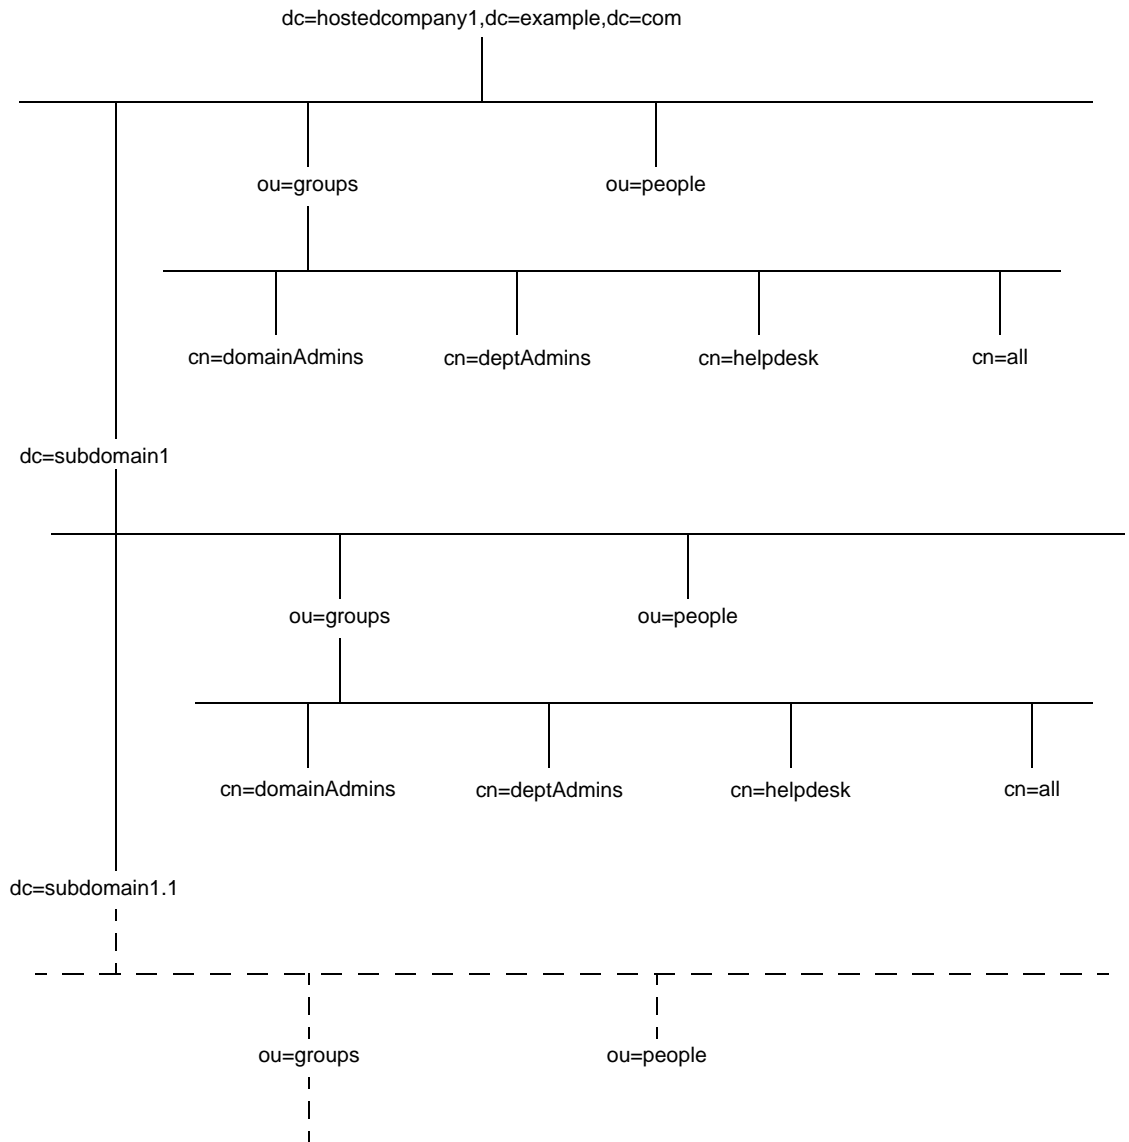 dc=hostedcompany1,dc=example,dc=com
ou=groups
ou=people
cn=domainAdmins
cn=deptAdmins
cn=helpdesk
cn=all
dc=subdomain1
ou=groups
ou=people
cn=domainAdmins
cn=deptAdmins
cn=helpdesk
cn=all
dc=subdomain1.1
ou=groups
ou=people